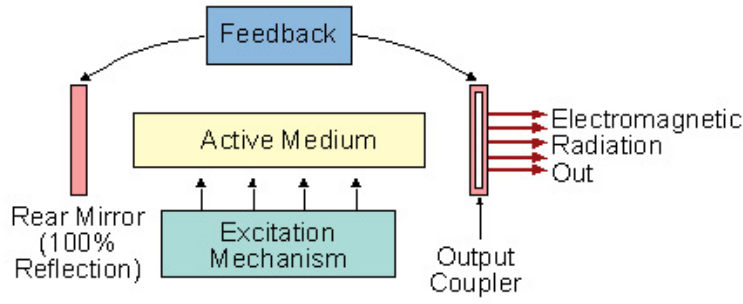 Feedback
Active Medium
Electromagnetic
Radiation
Out
Rear Mirror
(100%
Reflection)
Excitation
Mechanism
Output
Coupler